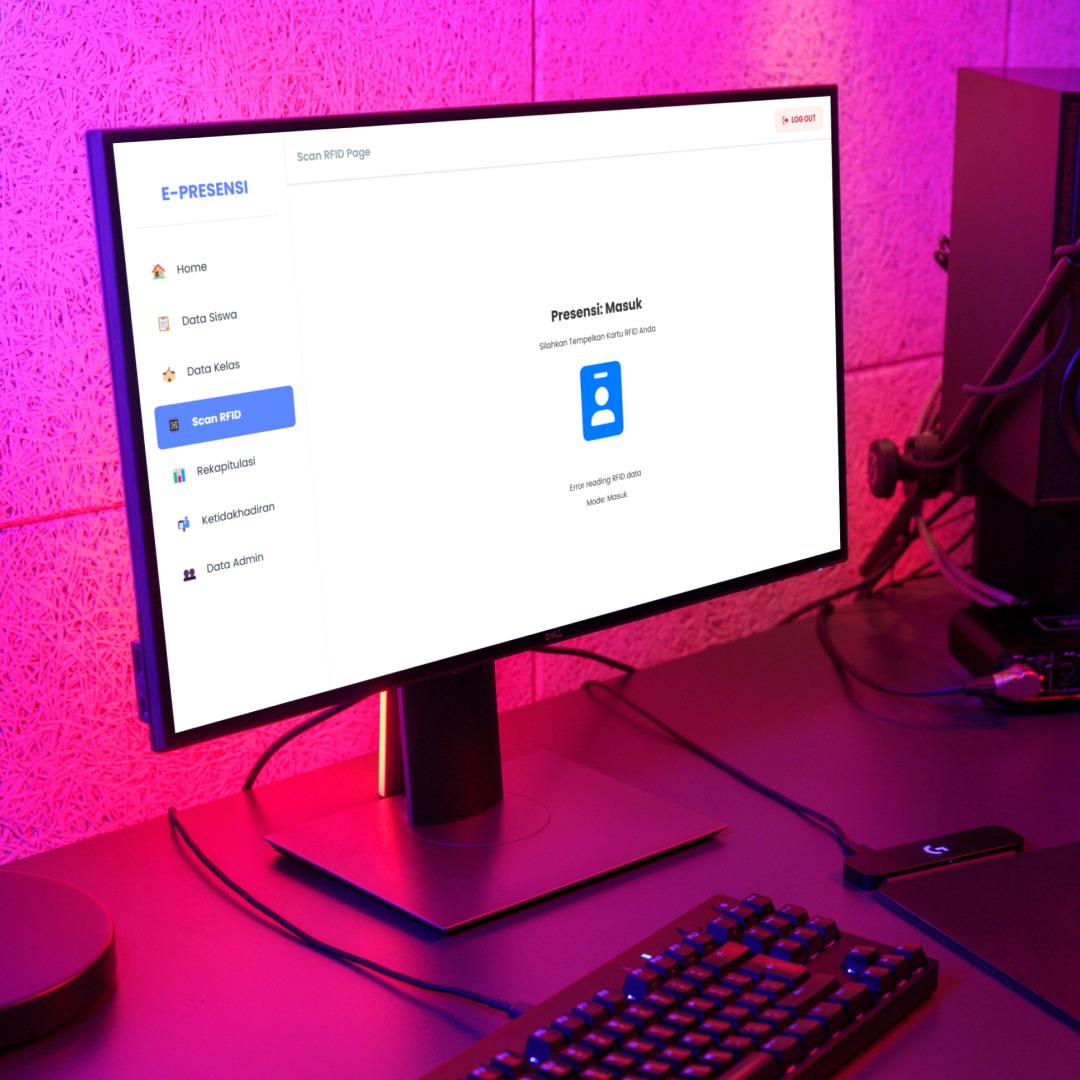 LOG OUT
Scan RFID Page
E-PRESENSI
Home
Data Siswa
Data Kelas
Scan RFID
Rekapitulasi
Ketidakhadiran
Data Admin
Presensi: Masuk
Silahkan Tempelkan Kartu RFID Anda
Error reading RFID data
Mode: Masuk
DELL